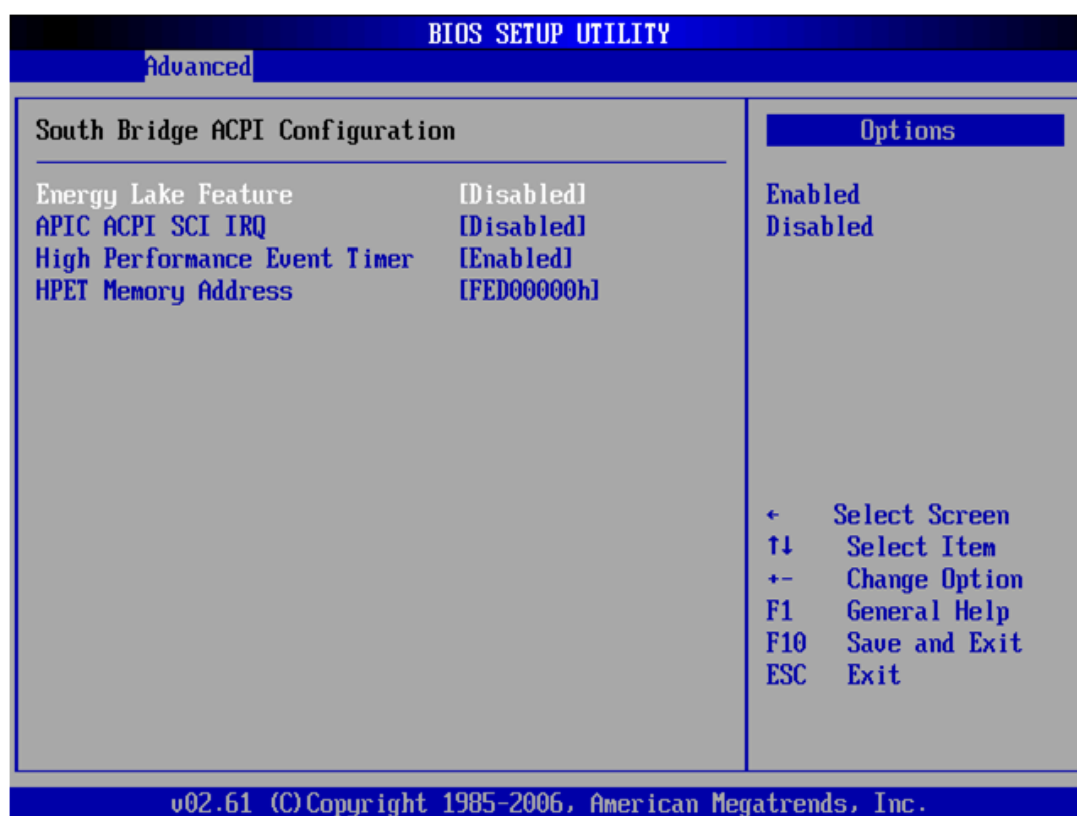 BIOS SETUP UTILITY
Advanced
South Bridge ACPI Configuration
Energy Lake Feature [Disabled]
APIC ACPI SCI IRQ [Disabled]
High Performance Event Timer [Enabled]
HPET Memory Address [FED00000h]
Options
Enabled
Disabled
← Select Screen
↑↓ Select Item
+- Change Option
F1 General Help
F10 Save and Exit
ESC Exit
v02.61 (C)Copyright 1985-2006, American Megatrends, Inc.